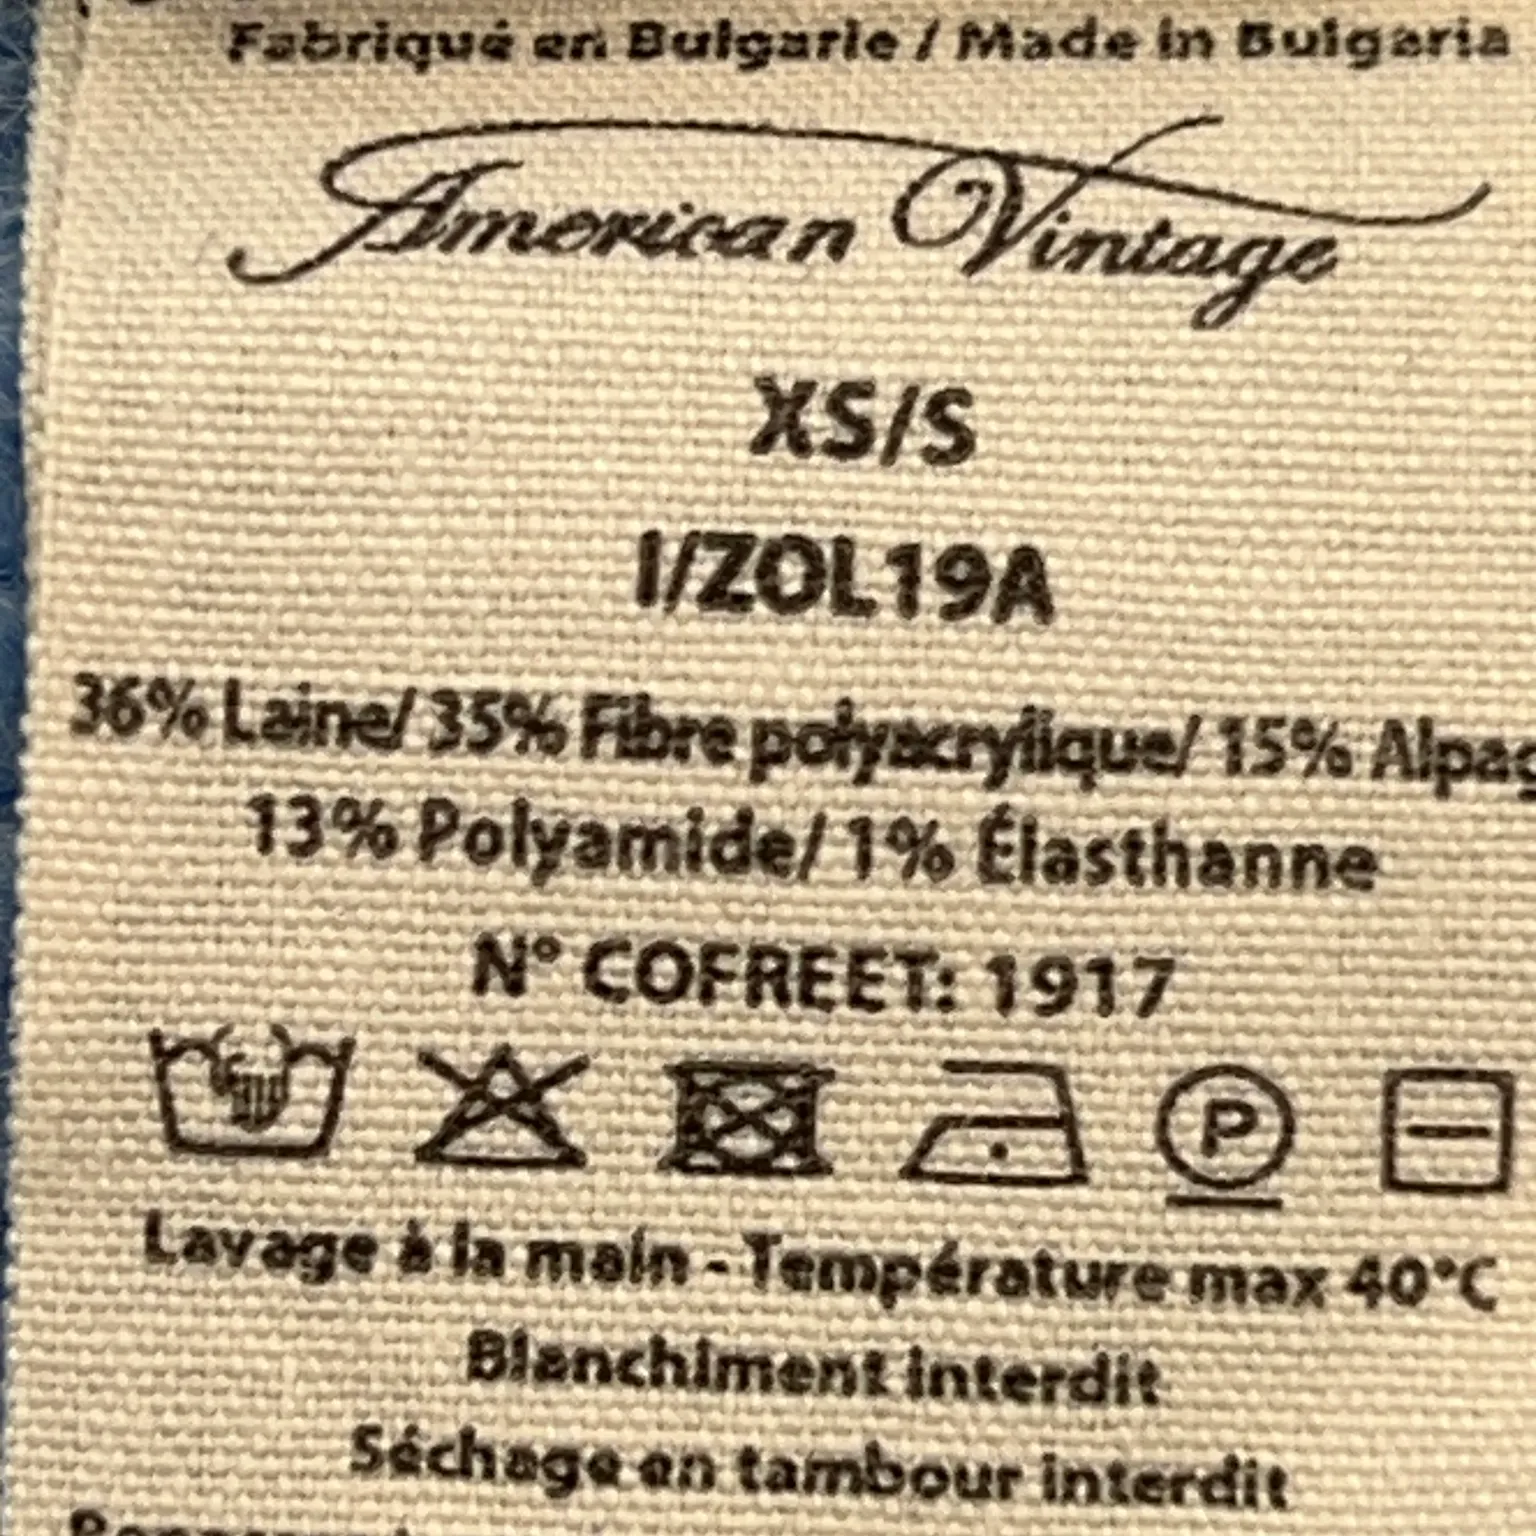 Fabriqué en Bulgarie / Made in Bulgaria
American Vintage
XS/S
I/ZOL19A
36% Laine/ 35% Fibre polyacrylique/ 15% Alpag
13% Polyamide/ 1% Élasthanne
N° COFREET: 1917
P
Lavage à la main - Température max 40°C
Blanchiment interdit
Séchage en tambour interdit